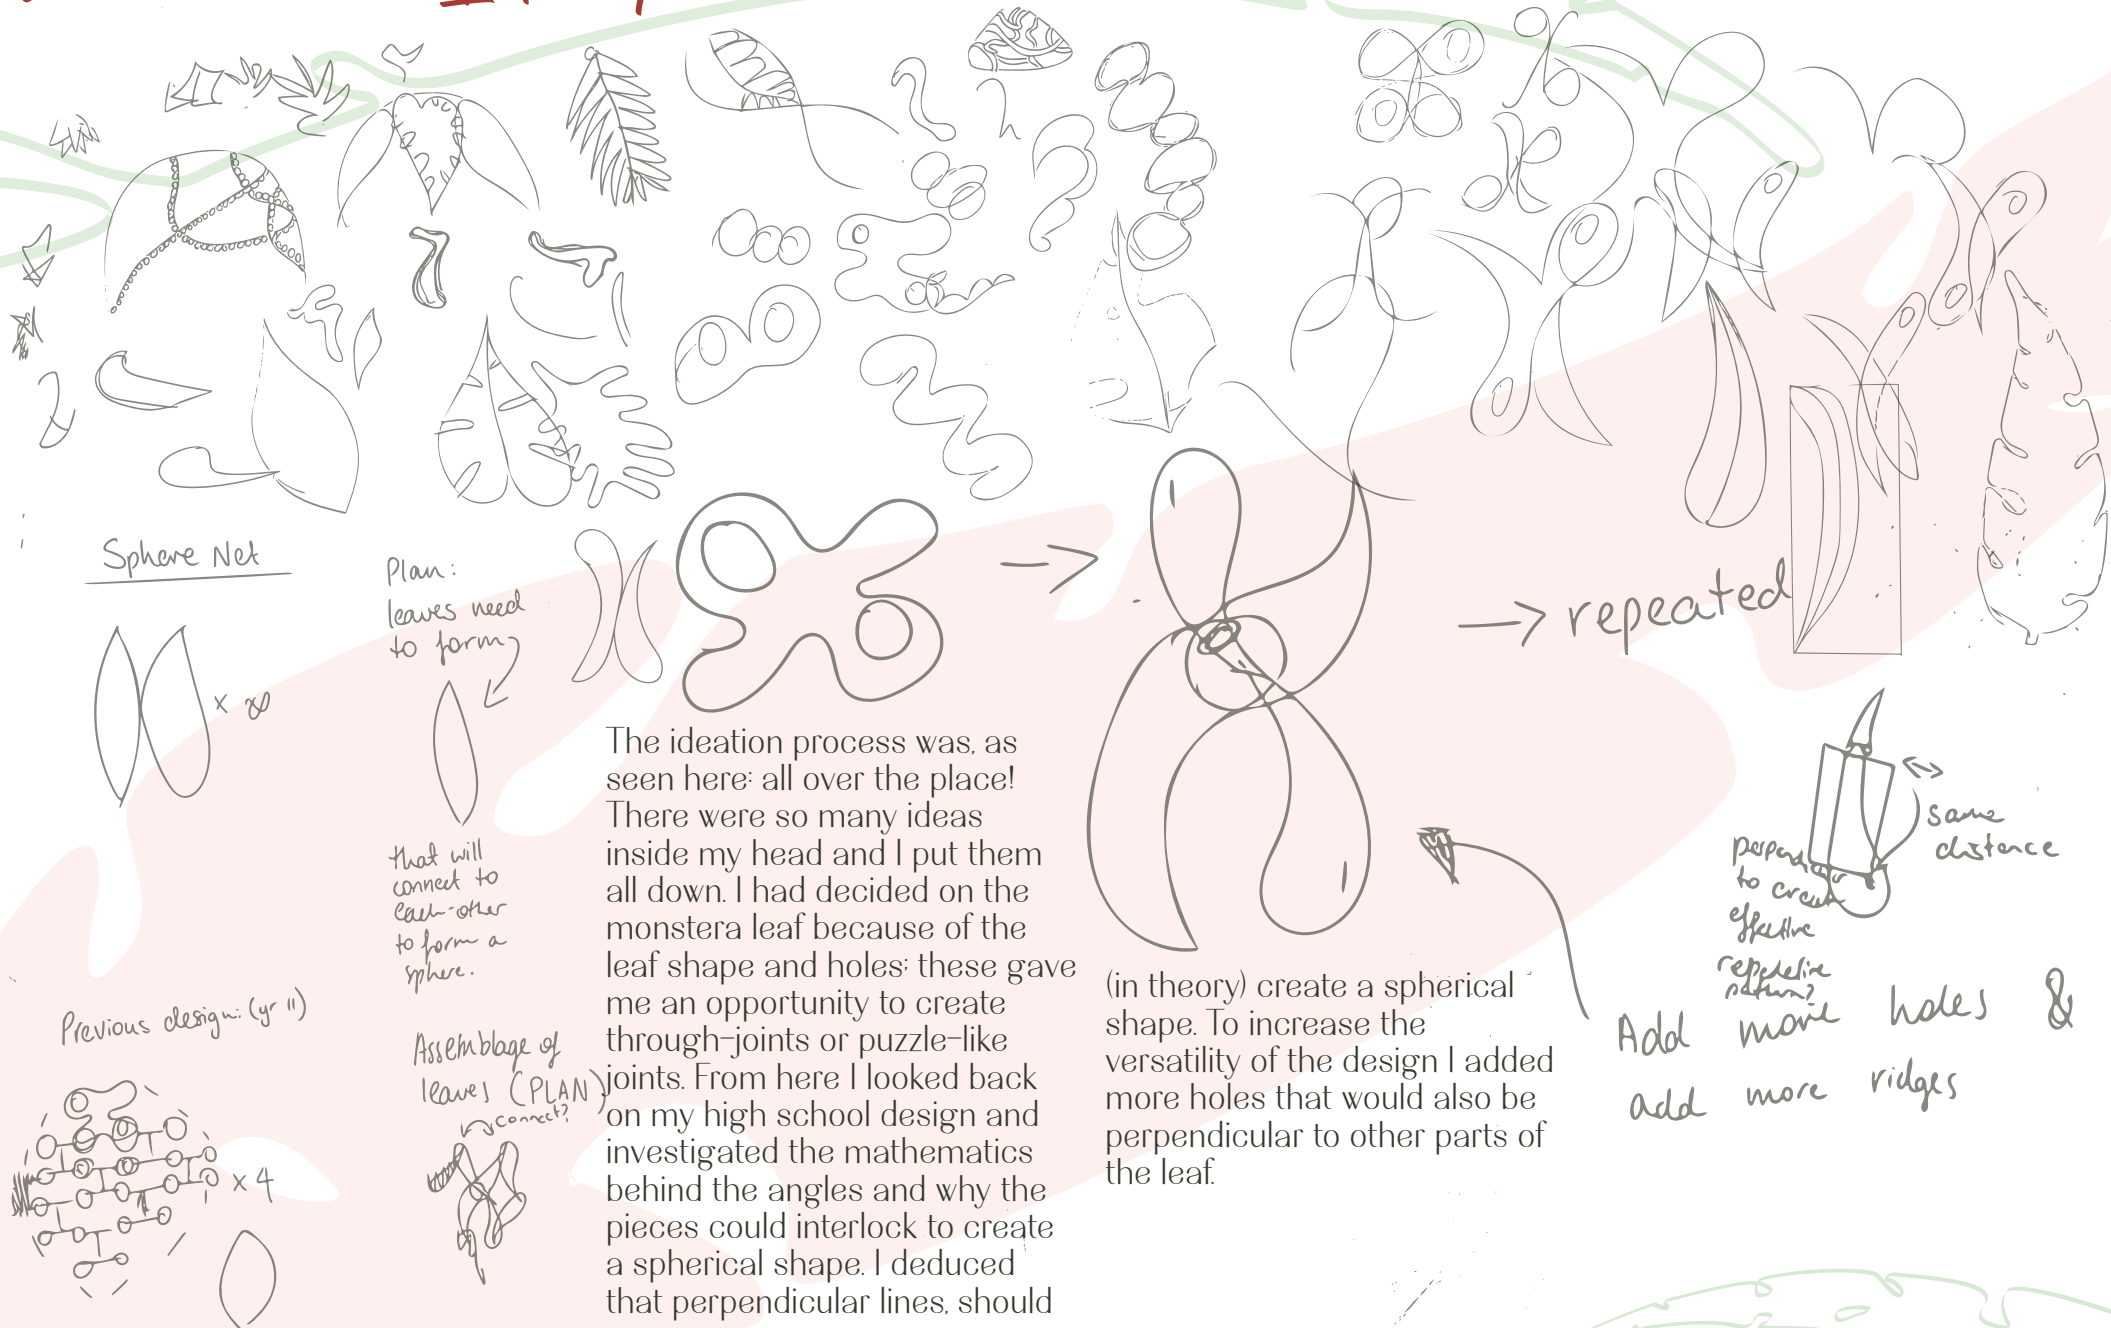 Sphere Net
x ∞
Plan:
leaves need
to form
that will
connect to
each-other
to form a
sphere.
Previous design: (yr 11)
x 4
Assemblage of
leaves (PLAN)
connect?
The ideation process was, as
seen here: all over the place!
There were so many ideas
inside my head and I put them
all down. I had decided on the
monstera leaf because of the
leaf shape and holes; these gave
me an opportunity to create
through-joints or puzzle-like
joints. From here I looked back
on my high school design and
investigated the mathematics
behind the angles and why the
pieces could interlock to create
a spherical shape. I deduced
that perpendicular lines, should
(in theory) create a spherical
shape. To increase the
versatility of the design I added
more holes that would also be
perpendicular to other parts of
the leaf.
→ repeated
same
distance
to create
effective
repetitive
pattern?
Add more holes &
add more ridges